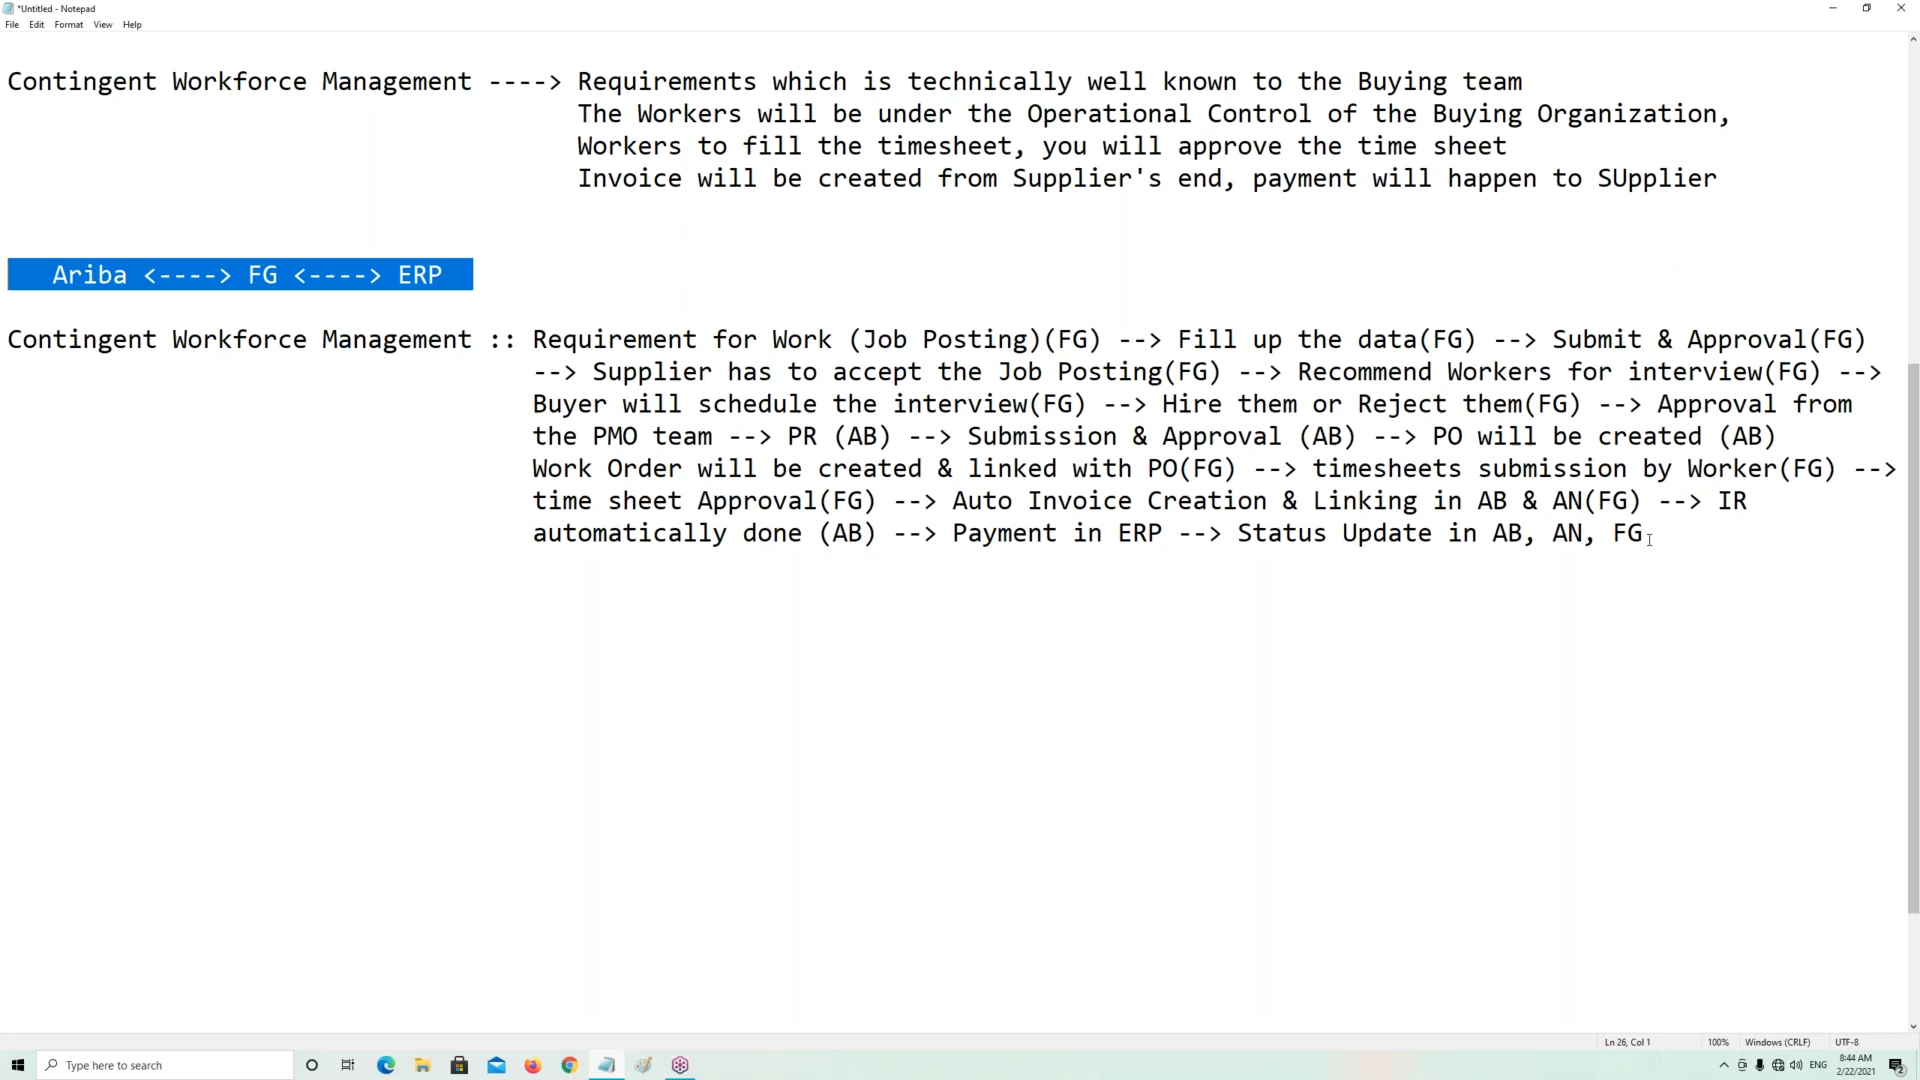 *Untitled - Notepad
File Edit Format View Help
Contingent Workforce Management ----> Requirements which is technically well known to the Buying team
The Workers will be under the Operational Control of the Buying Organization,
Workers to fill the timesheet, you will approve the time sheet
Invoice will be created from Supplier's end, payment will happen to SUpplier
Ariba <----> FG <----> ERP
Contingent Workforce Management :: Requirement for Work (Job Posting)(FG) --> Fill up the data(FG) --> Submit & Approval(FG)
--> Supplier has to accept the Job Posting(FG) --> Recommend Workers for interview(FG) -->
Buyer will schedule the interview(FG) --> Hire them or Reject them(FG) --> Approval from
the PMO team --> PR (AB) --> Submission & Approval (AB) --> PO will be created (AB)
Work Order will be created & linked with PO(FG) --> timesheets submission by Worker(FG) -->
time sheet Approval(FG) --> Auto Invoice Creation & Linking in AB & AN(FG) --> IR
automatically done (AB) --> Payment in ERP --> Status Update in AB, AN, FG
Ln 26, Col 1 100% Windows (CRLF) UTF-8
Type here to search
ENG
8:44 AM
2/22/2021
2